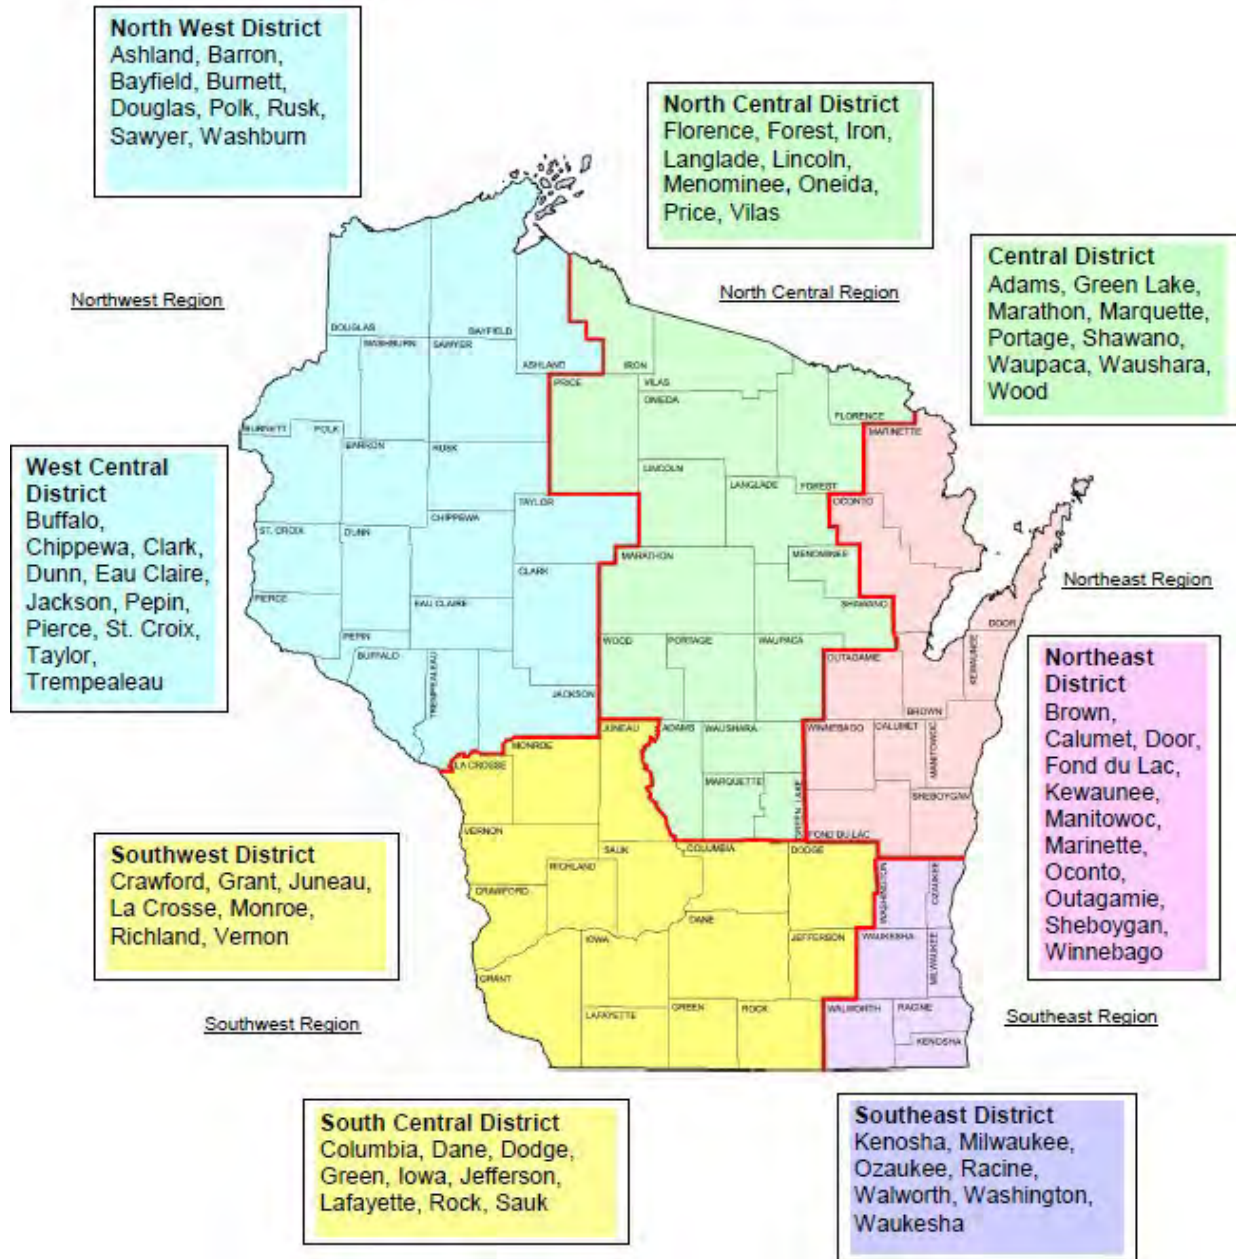 North West District
Ashland, Barron,
Bayfield, Burnett,
Douglas, Polk, Rusk,
Sawyer, Washburn
North Central District
Florence, Forest, Iron,
Langlade, Lincoln,
Menominee, Oneida,
Price, Vilas
Central District
Adams, Green Lake,
Marathon, Marquette,
Portage, Shawano,
Waupaca, Waushara,
Wood
Northwest Region
North Central Region
DOUGLAS
BAYFIELD
WASHBURN
SAWYER
ASHLAND
IRON
PRICE
VILAS
ONEIDA
FLORENCE
BURNETT
POLK
MARINETTE
BARRON
RUSK
West Central
District
Buffalo,
Chippewa, Clark,
Dunn, Eau Claire,
Jackson, Pepin,
Pierce, St. Croix,
Taylor,
Trempealeau
LINCOLN
LANGLADE
FOREST
TAYLOR
OCONTO
CHIPPEWA
ST. CROIX
DUNN
MARATHON
MENOMINEE
CLARK
Northeast Region
PIERCE
EAU CLAIRE
SHAWANO
DOOR
PEPIN
WOOD
PORTAGE
WAUPACA
BUFFALO
OUTAGAMIE
KEWAUNEE
TREMPEALEAU
JACKSON
BROWN
Northeast
District
Brown,
Calumet, Door,
Fond du Lac,
Kewaunee,
Manitowoc,
Marinette,
Oconto,
Outagamie,
Sheboygan,
Winnebago
JUNEAU
ADAMS
WAUSHARA
WINNEBAGO
CALUMET
MANITOWOC
MONROE
LA CROSSE
MARQUETTE
GREEN LAKE
SHEBOYGAN
VERNON
FOND DU LAC
Southwest District
Crawford, Grant, Juneau,
La Crosse, Monroe,
Richland, Vernon
SAUK
COLUMBIA
DODGE
RICHLAND
CRAWFORD
WASHINGTON
OZAUKEE
DANE
IOWA
JEFFERSON
WAUKESHA
MILWAUKEE
GRANT
LAFAYETTE
GREEN
ROCK
WALWORTH
RACINE
KENOSHA
Southwest Region
Southeast Region
South Central District
Columbia, Dane, Dodge,
Green, Iowa, Jefferson,
Lafayette, Rock, Sauk
Southeast District
Kenosha, Milwaukee,
Ozaukee, Racine,
Walworth, Washington,
Waukesha